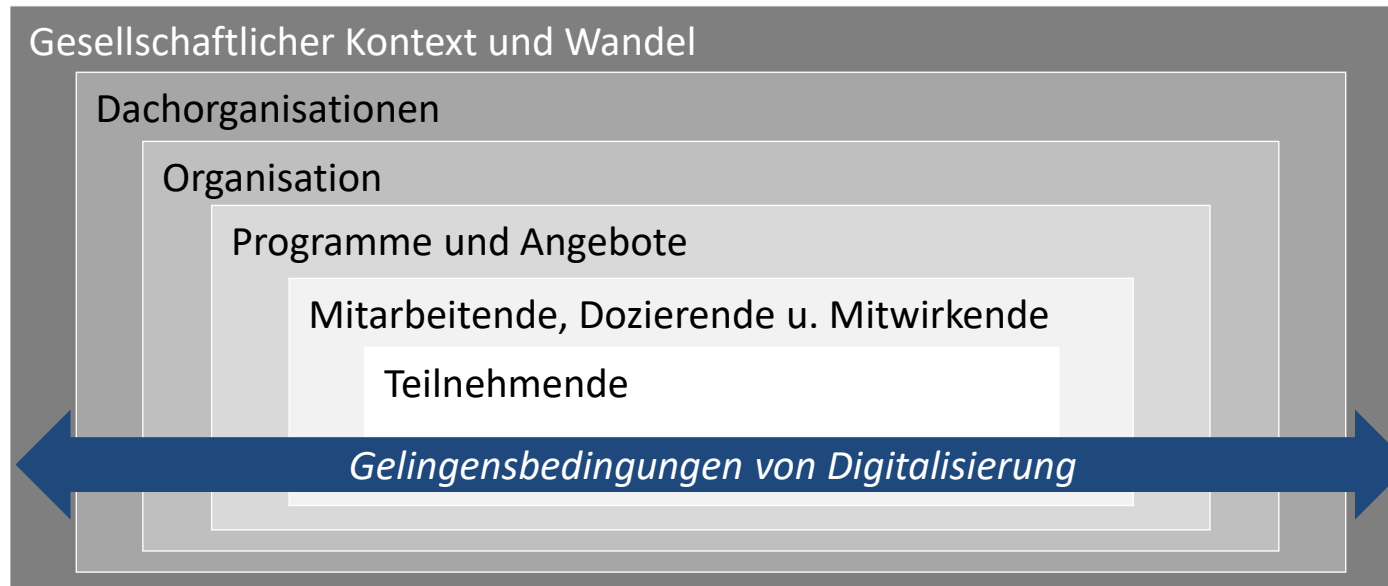 Gesellschaftlicher Kontext und Wandel
Dachorganisationen
Organisation
Programme und Angebote
Mitarbeitende, Dozierende u. Mitwirkende
Teilnehmende
Gelingensbedingungen von Digitalisierung